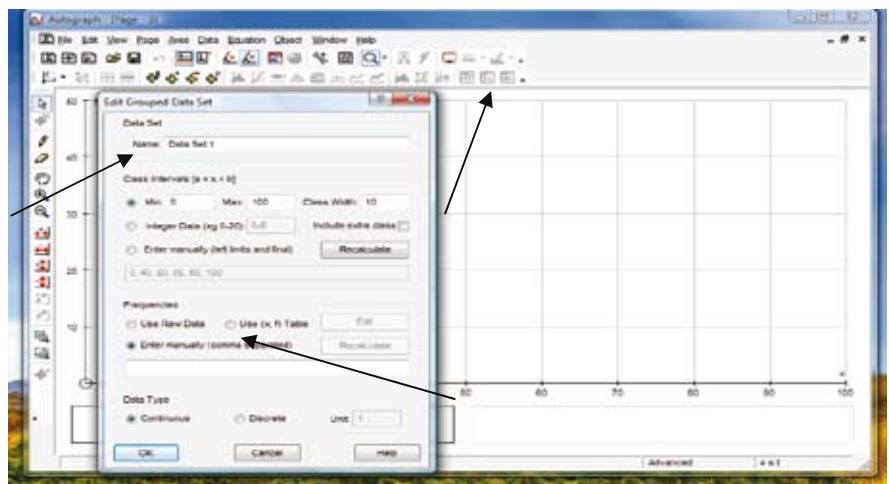 Autograph - [Page 3]
File Edit View Page Axes Data Equation Object Window Help
Edit Grouped Data Set
Data Set
Name: Data Set 1
Class Intervals [a < x < b]
Min: 0 Max: 100 Class Width: 10
Integer Data (eg 0-20): Include extra class
Enter manually (left limits and final) Recalculate
Frequencies
Use Raw Data Use (x, f) Table Edit
Enter manually (comma separated) Recalculate
Data Type
Continuous Discrete Unit: 1
OK Cancel Help
40
30
20
10
60 70 80 90 100
Advanced